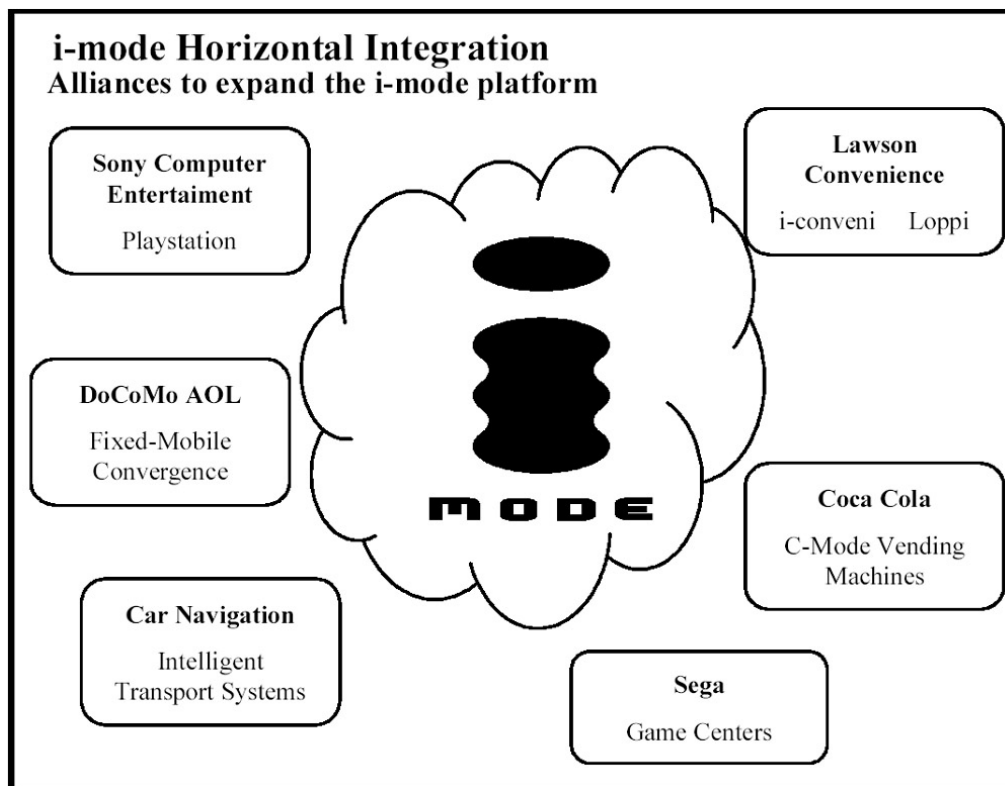 i-mode Horizontal Integration
Alliances to expand the i-mode platform
Sony Computer
Entertaiment
Playstation
Lawson
Convenience
i-conveni Loppi
DoCoMo AOL
Fixed-Mobile
Convergence
i
MODE
Coca Cola
C-Mode Vending
Machines
Car Navigation
Intelligent
Transport Systems
Sega
Game Centers